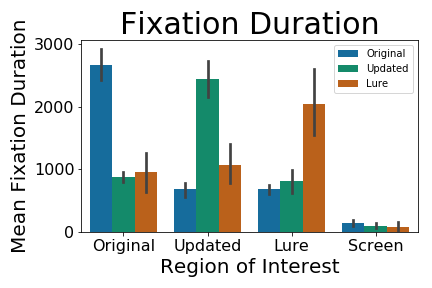 Fixation Duration
Mean Fixation Duration
3000
2000
1000
0
Original
Updated
Lure
Original Updated Lure Screen
Region of Interest